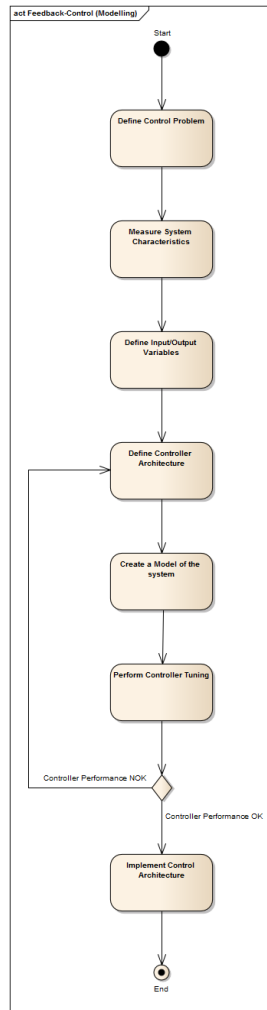 act Feedback-Control (Modelling)
Start
Define Control Problem
Measure System
Characteristics
Define Input/Output
Variables
Define Controller
Architecture
Create a Model of the
system
Perform Controller Tuning
Controller Performance NOK
Controller Performance OK
Implement Control
Architecture
End